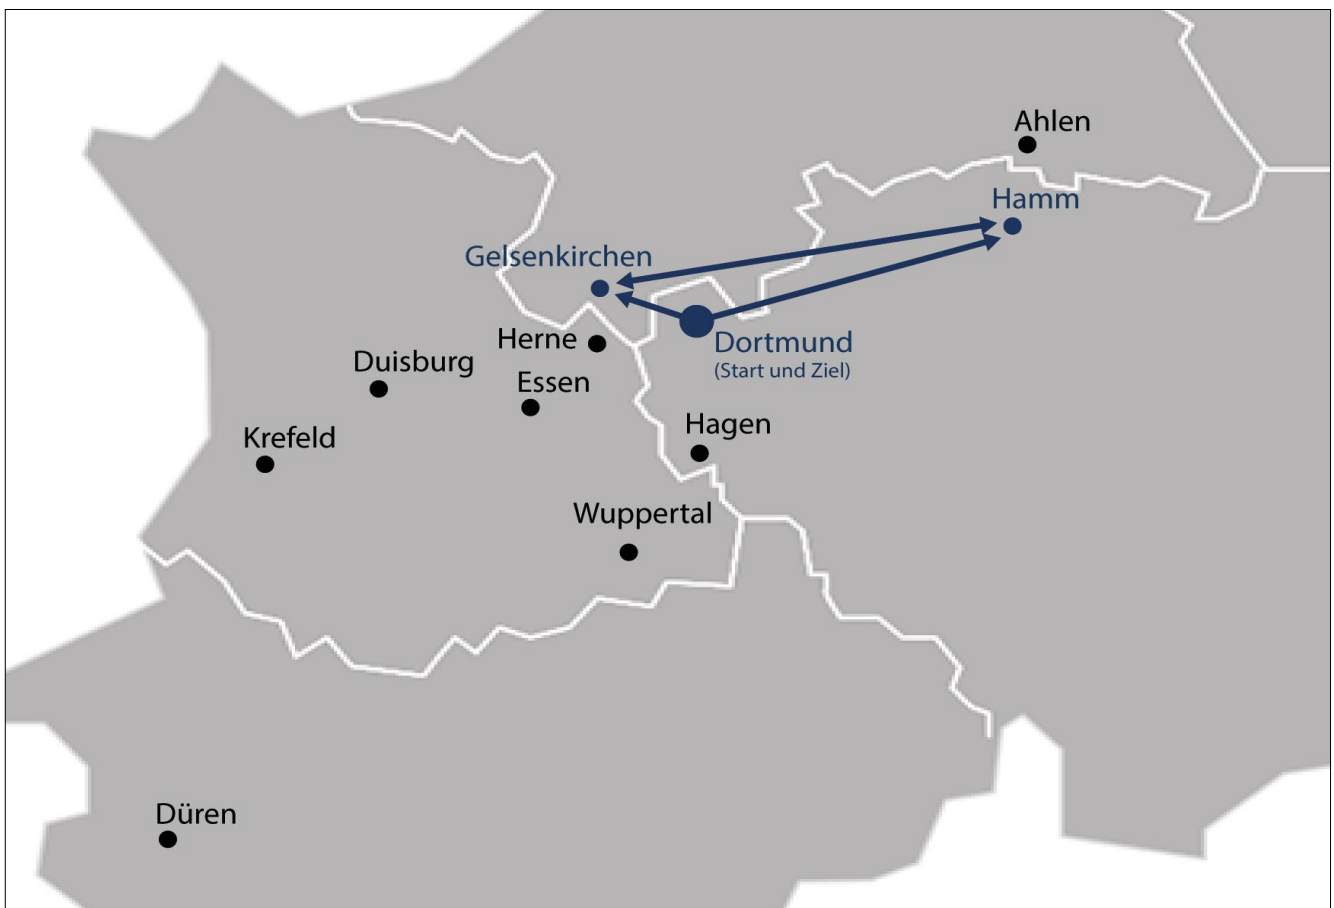 Ahlen
Hamm
Gelsenkirchen
Herne
Dortmund
(Start und Ziel)
Duisburg
Essen
Hagen
Krefeld
Wuppertal
Düren